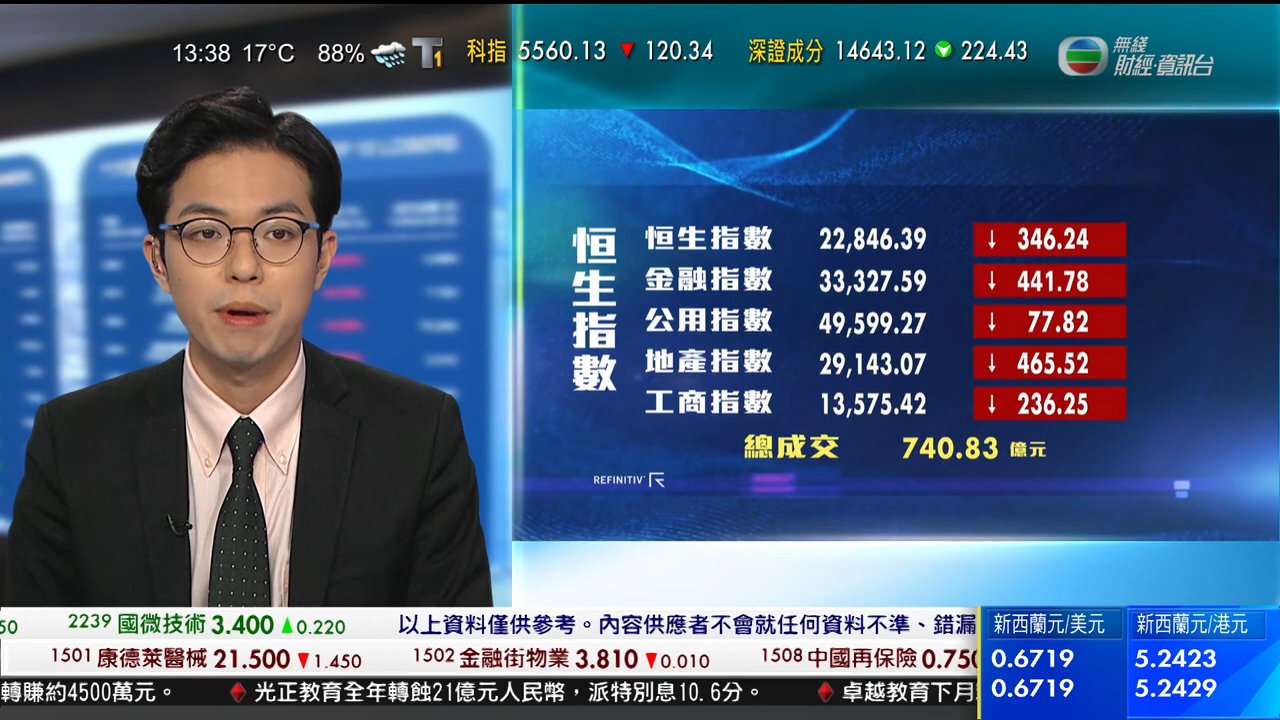 13:38 17°C 88% T1 科指 5560.13 ▼ 120.34 深證成分 14643.12 224.43
無綫
財經·資訊台
恒生指數
恒生指數 22,846.39 ↓ 346.24
金融指數 33,327.59 ↓ 441.78
公用指數 49,599.27 ↓ 77.82
地產指數 29,143.07 ↓ 465.52
工商指數 13,575.42 ↓ 236.25
總成交 740.83 億元
REFINITIV
50 2239 國微技術 3.400 ▲0.220 以上資料僅供參考。內容供應者不會就任何資料不準、錯漏
1501 康德萊醫械 21.500 ▼1.450 1502 金融街物業 3.810 ▼0.010 1508 中國再保險 0.750
轉賺約4500萬元。 ♦ 光正教育全年轉蝕21億元人民幣，派特別息10.6分。 ♦ 卓越教育下月
新西蘭元/美元
0.6719
0.6719
新西蘭元/港元
5.2423
5.2429